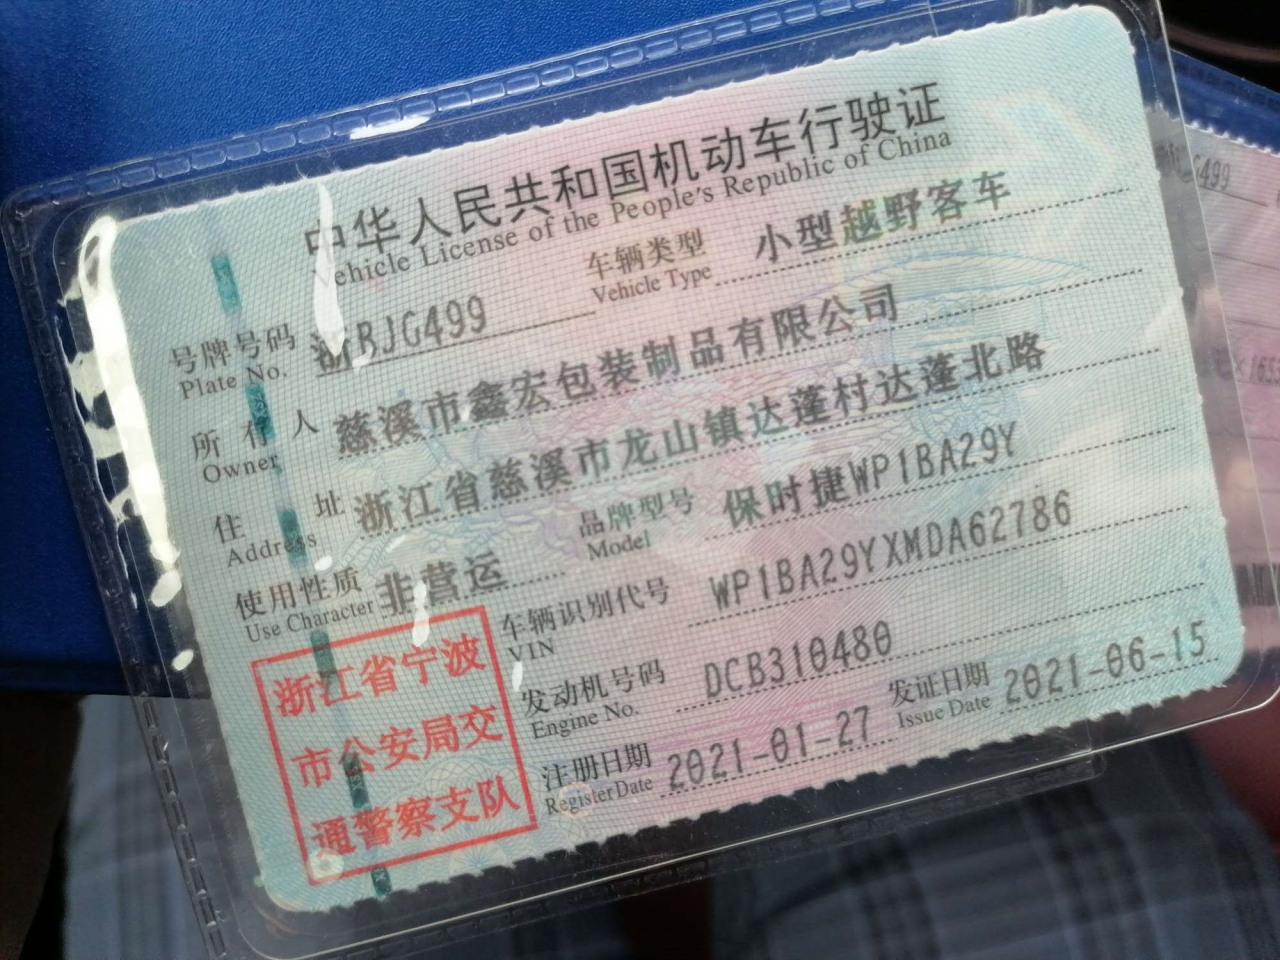 中华人民共和国机动车行驶证
Vehicle License of the People's Republic of China
号牌号码 浙BJG499 车辆类型 小型越野客车
Plate No. Vehicle Type
所有人 慈溪市鑫宏包装制品有限公司
Owner
住址 浙江省慈溪市龙山镇达蓬村达蓬北路
Address
使用性质 非营运 品牌型号 保时捷WP1BA29Y
Use Character Model
车辆识别代号 WP1BA29YXMDA62786
VIN
发动机号码 DCB310480
Engine No.
注册日期 2021-01-27 发证日期 2021-06-15
Register Date Issue Date
浙江省宁波
市公安局交
通警察支队